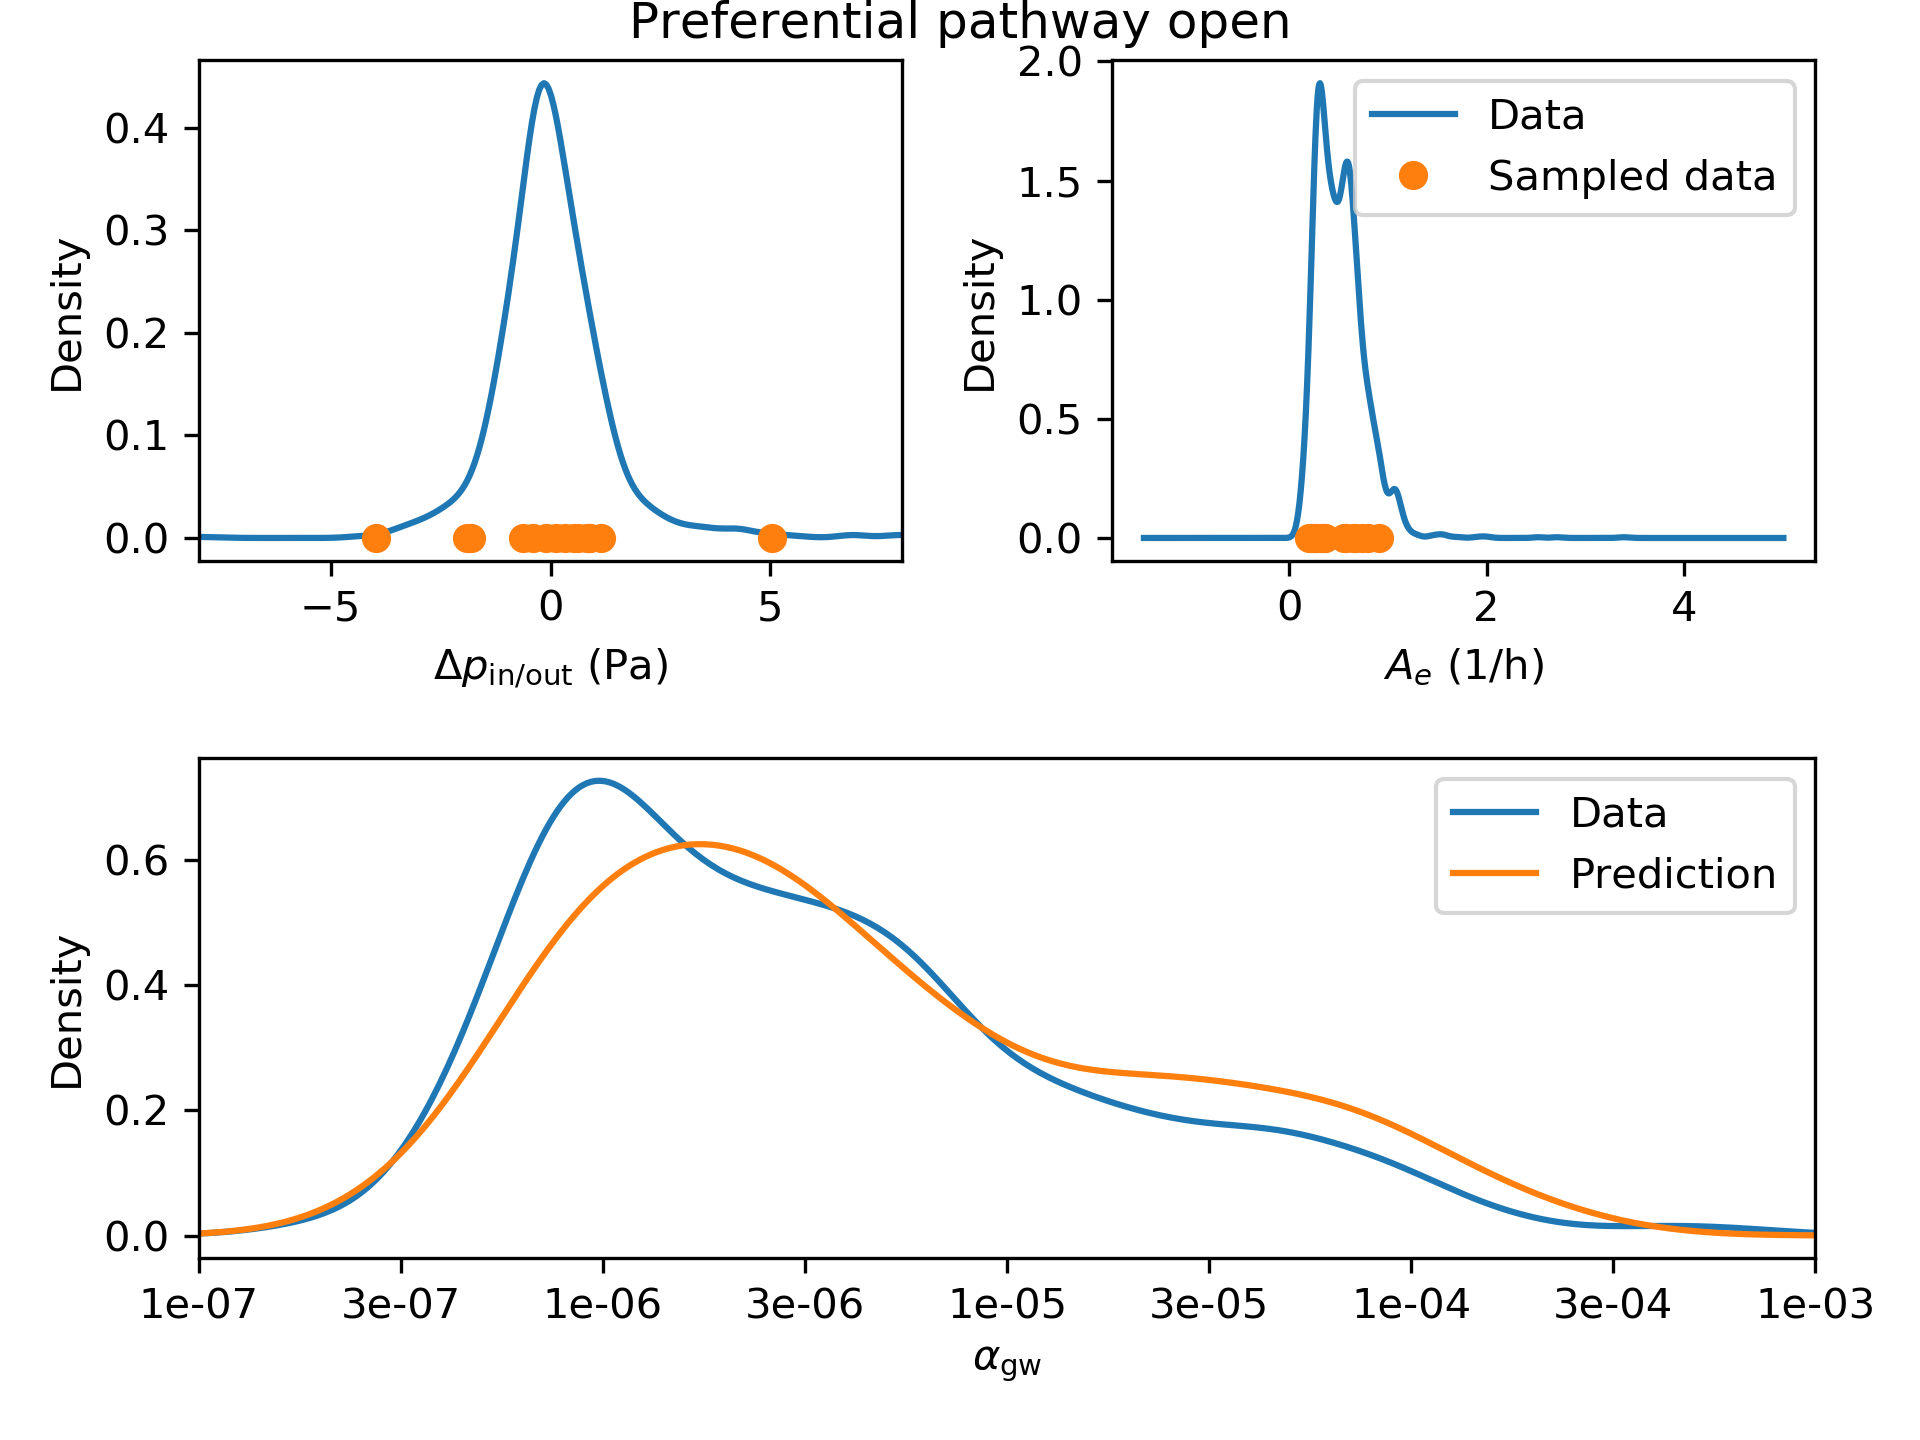 Preferential pathway open
Density
0.4
0.3
0.2
0.1
0.0
−5 0 5
Δp_in/out (Pa)
Density
2.0
1.5
1.0
0.5
0.0
Data
Sampled data
0 2 4
A_e (1/h)
Density
0.6
0.4
0.2
0.0
Data
Prediction
1e-07 3e-07 1e-06 3e-06 1e-05 3e-05 1e-04 3e-04 1e-03
α_gw